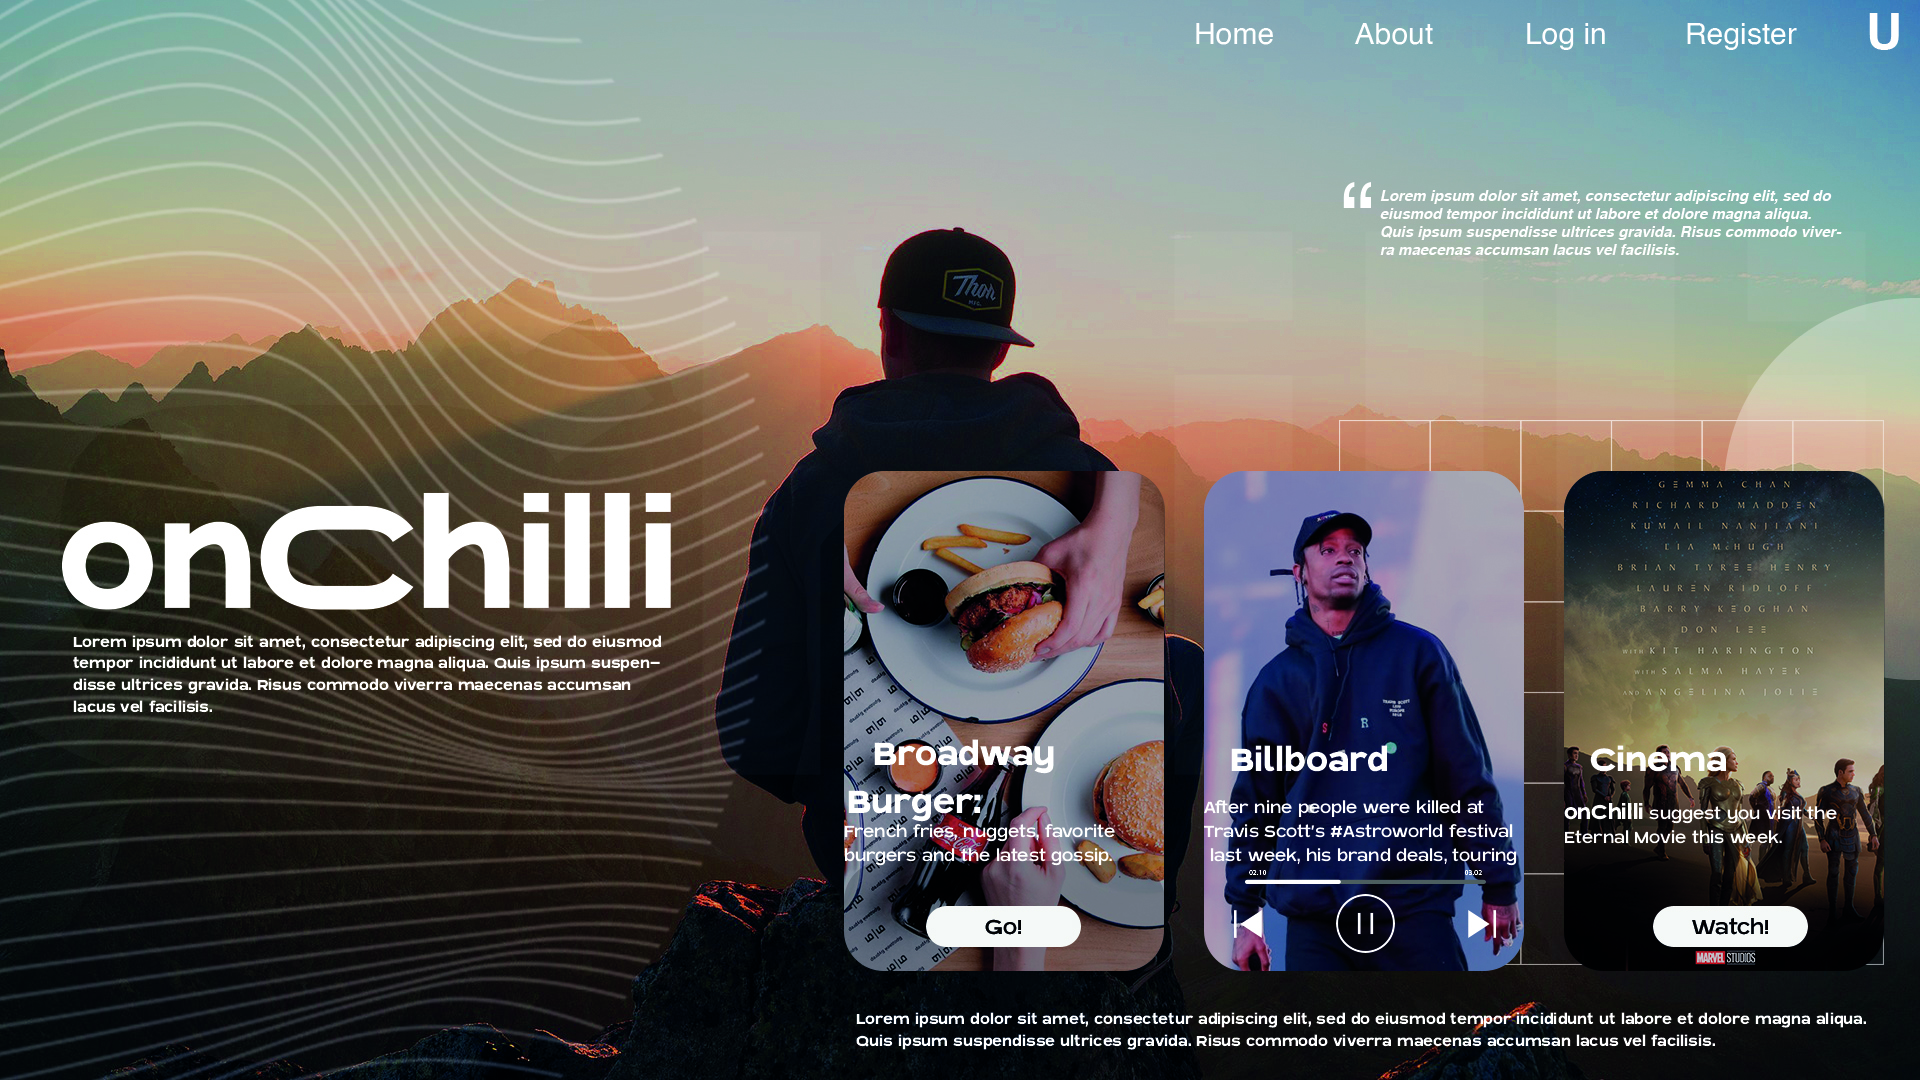 Home About Log in Register U
“ Lorem ipsum dolor sit amet, consectetur adipiscing elit, sed do
eiusmod tempor incididunt ut labore et dolore magna aliqua.
Quis ipsum suspendisse ultrices gravida. Risus commodo viver-
ra maecenas accumsan lacus vel facilisis.
Thor
MFG.
onChilli
Lorem ipsum dolor sit amet, consectetur adipiscing elit, sed do eiusmod
tempor incididunt ut labore et dolore magna aliqua. Quis ipsum suspen-
disse ultrices gravida. Risus commodo viverra maecenas accumsan
lacus vel facilisis.
Broadway
Burger:
French fries, nuggets, favorite
burgers and the latest gossip.
Go!
TRAVIS SCOTT
S R
Billboard
After nine people were killed at
Travis Scott's #Astroworld festival
last week, his brand deals, touring
02.10 03.02
GEMMA CHAN
RICHARD MADDEN
KUMAIL NANJIANI
LIA McHUGH
BRIAN TYREE HENRY
LAUREN RIDLOFF
BARRY KEOGHAN
DON LEE
WITH KIT HARINGTON
WITH SALMA HAYEK
AND ANGELINA JOLIE
Cinema
onChilli suggest you visit the
Eternal Movie this week.
Watch!
MARVEL STUDIOS
Lorem ipsum dolor sit amet, consectetur adipiscing elit, sed do eiusmod tempor incididunt ut labore et dolore magna aliqua.
Quis ipsum suspendisse ultrices gravida. Risus commodo viverra maecenas accumsan lacus vel facilisis.